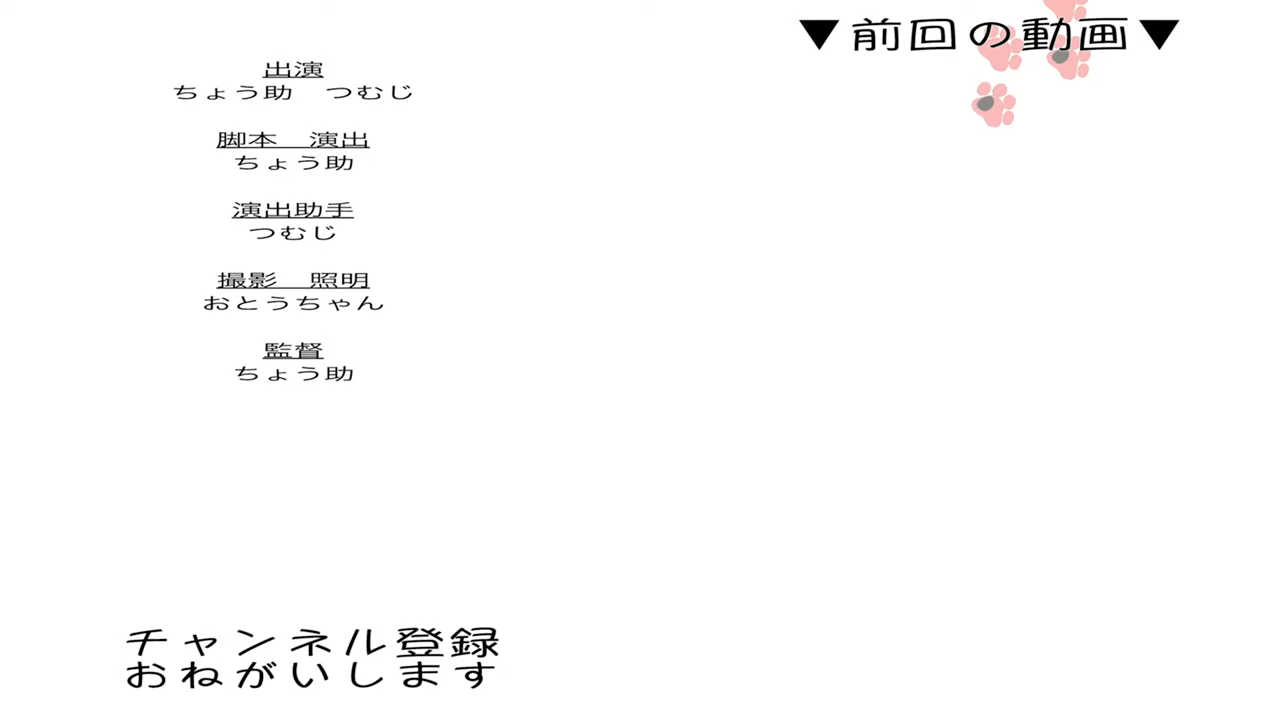 ▼前回の動画▼
出演
ちょう助　つむじ
脚本　演出
ちょう助
演出助手
つむじ
撮影　照明
おとうちゃん
監督
ちょう助
チャンネル登録
おねがいします